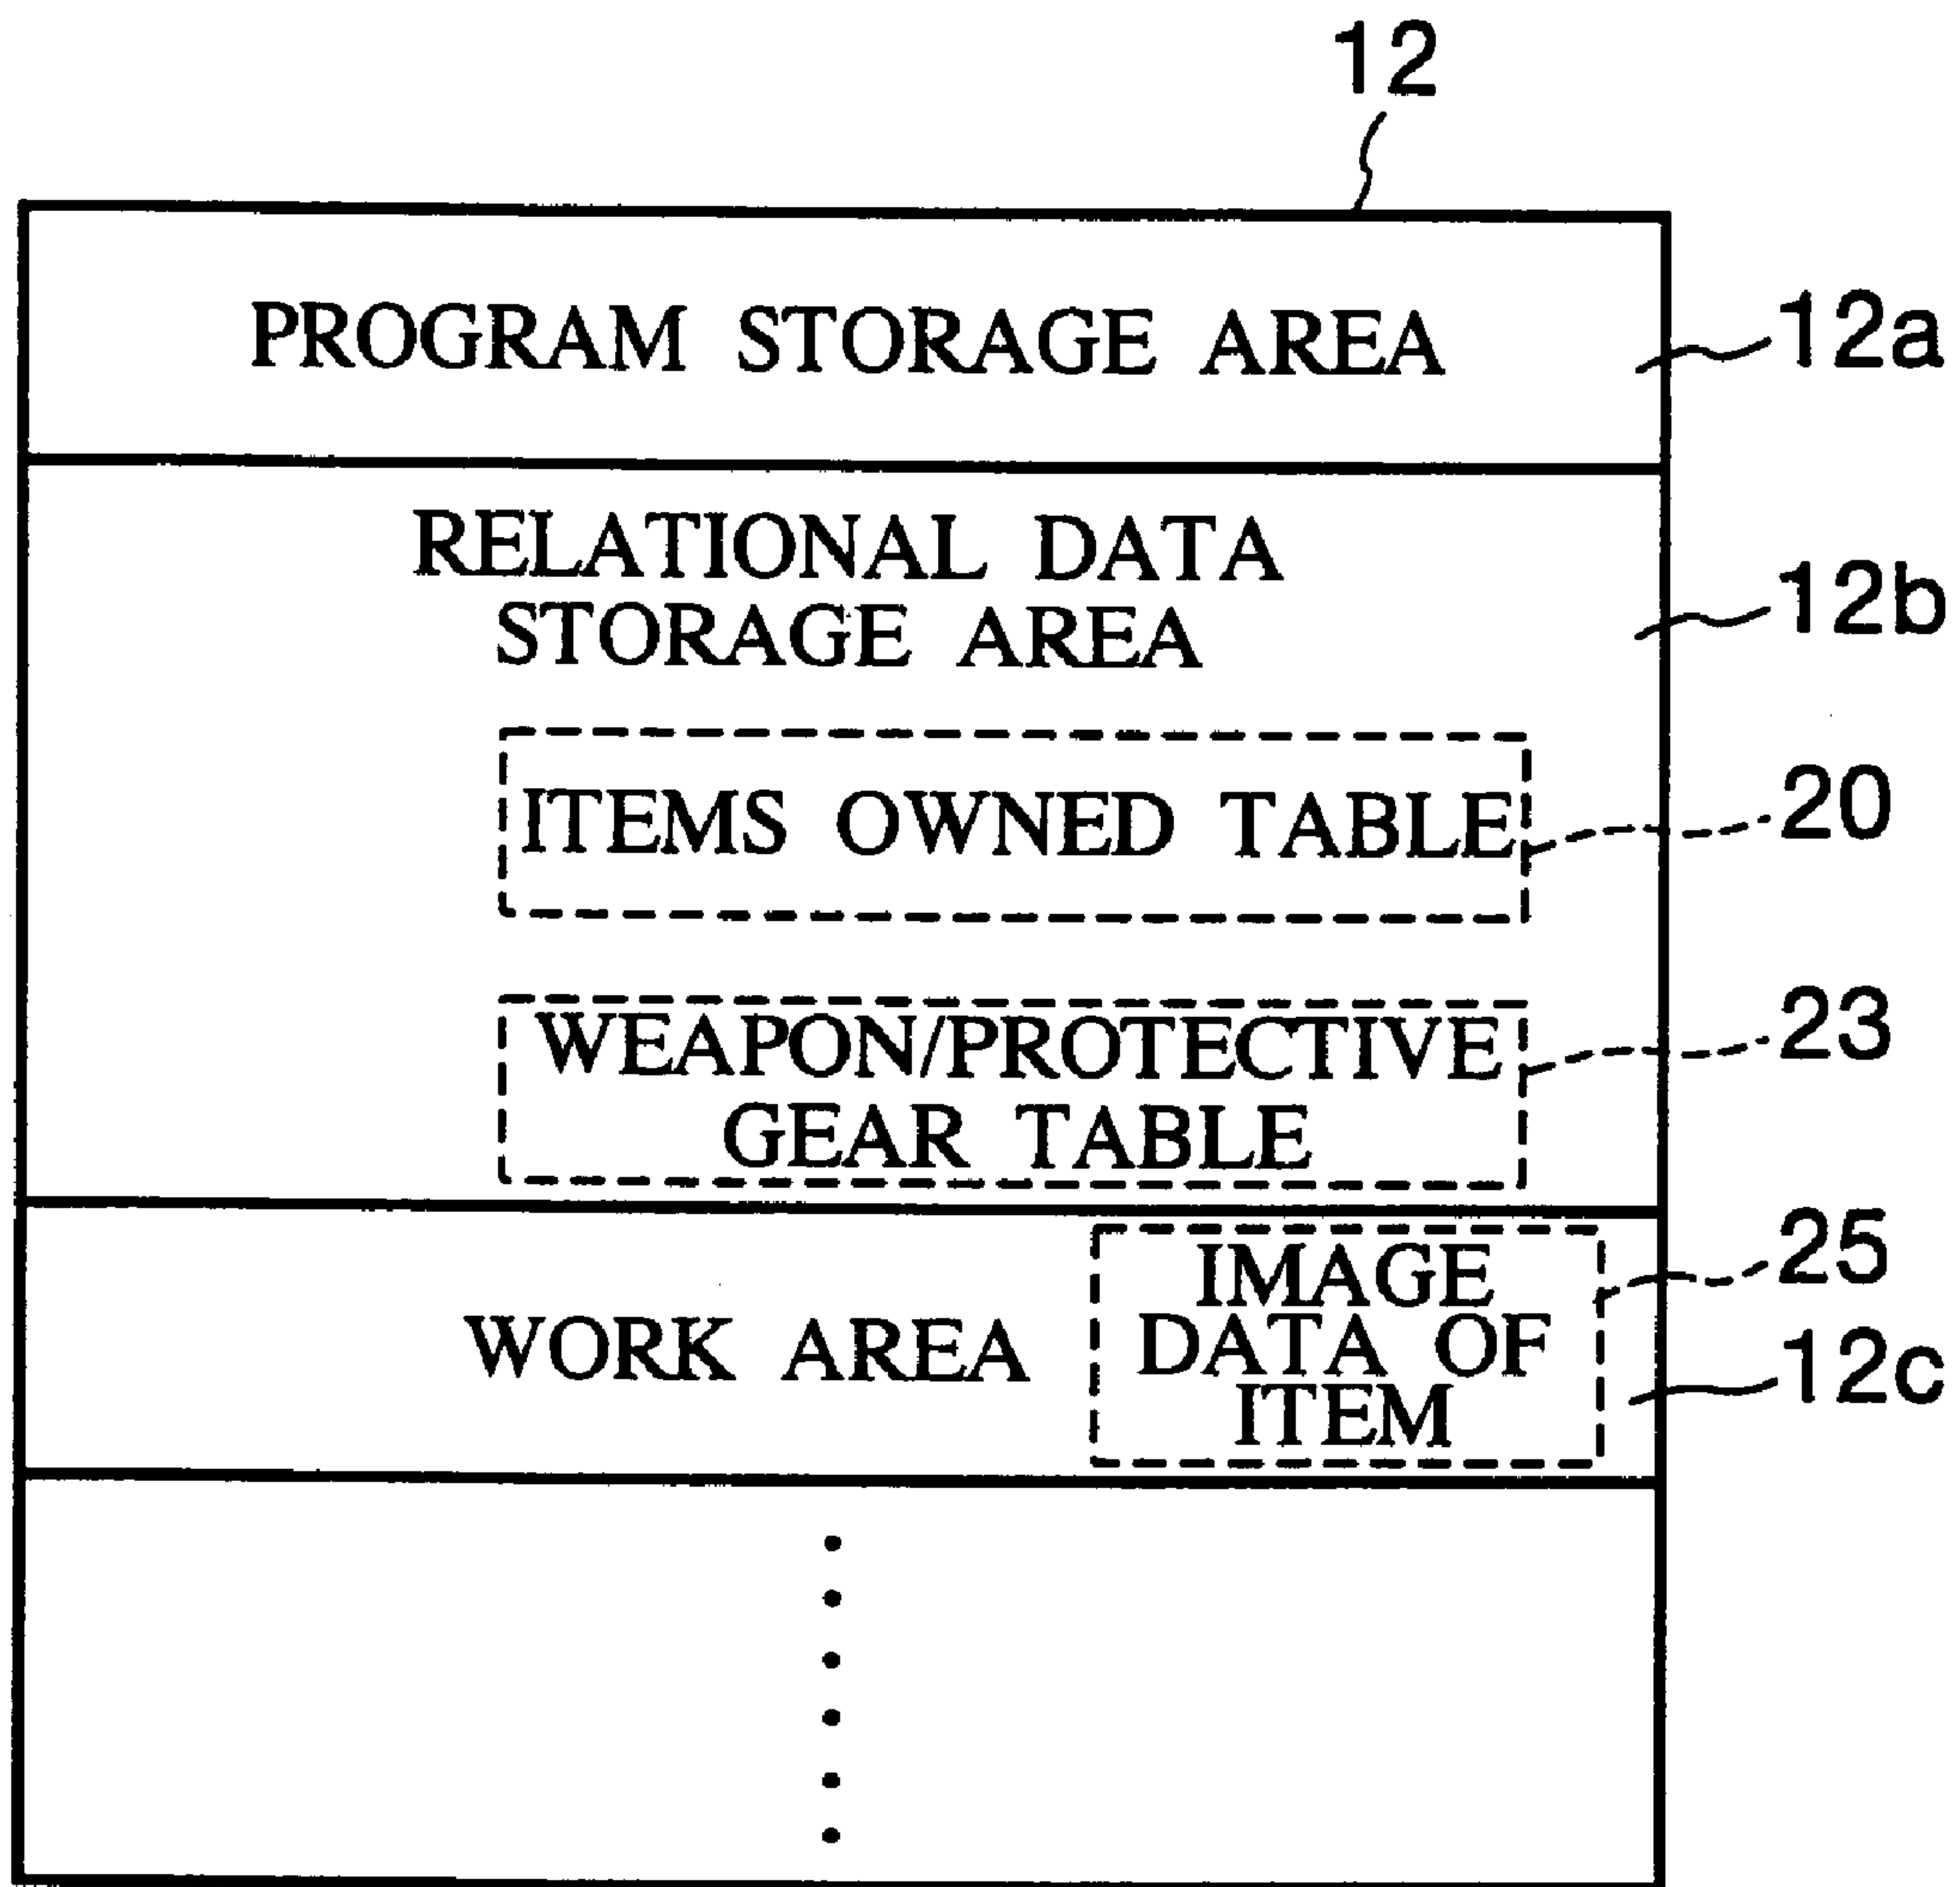 12
PROGRAM STORAGE AREA
12a
RELATIONAL DATA
STORAGE AREA
12b
ITEMS OWNED TABLE
20
WEAPON/PROTECTIVE
GEAR TABLE
23
WORK AREA
IMAGE
DATA OF
ITEM
25
12c